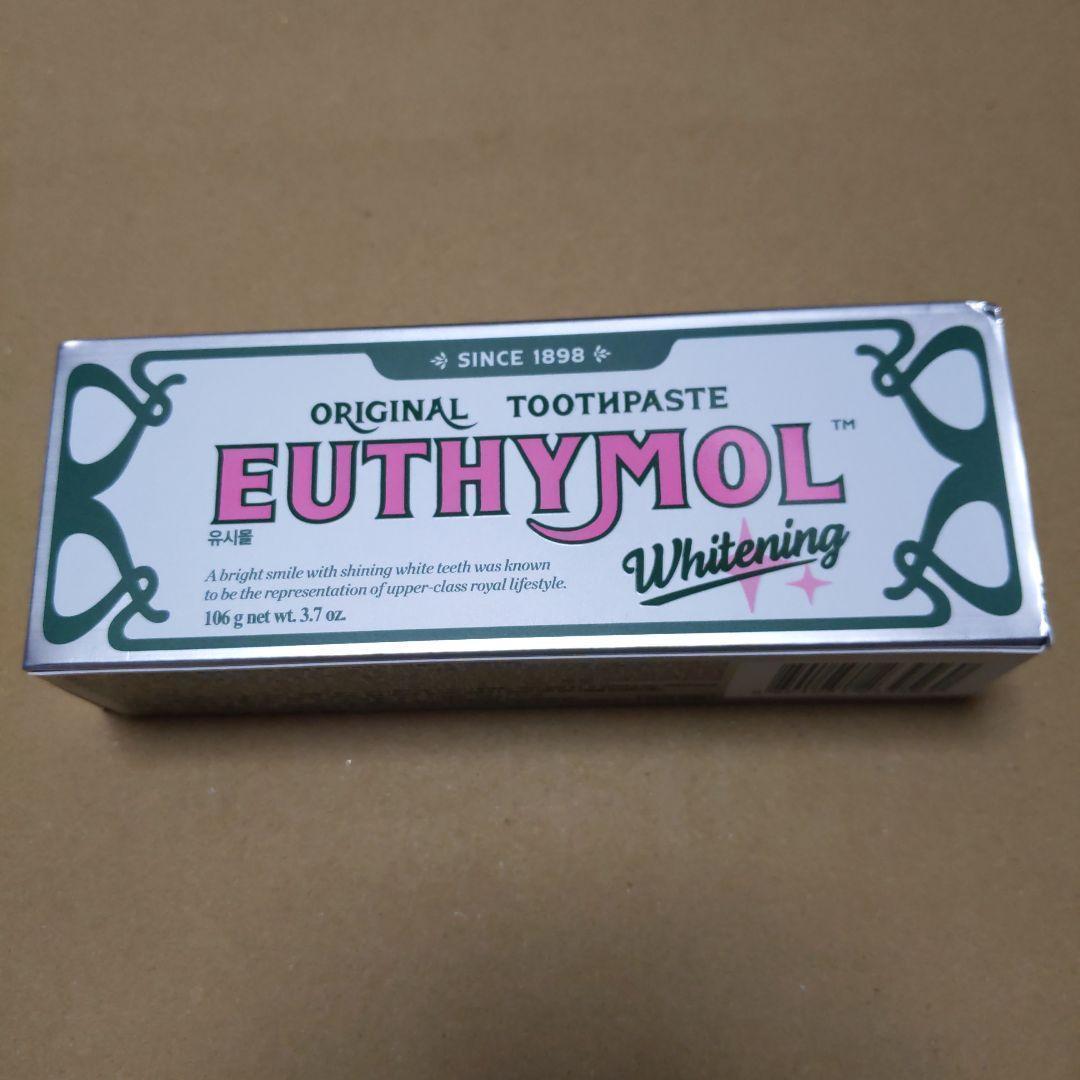 SINCE 1898
ORIGINAL TOOTHPASTE
EUTHYMOL™
유시몰
Whitening
A bright smile with shining white teeth was known
to be the representation of upper-class royal lifestyle.
106 g net wt. 3.7 oz.